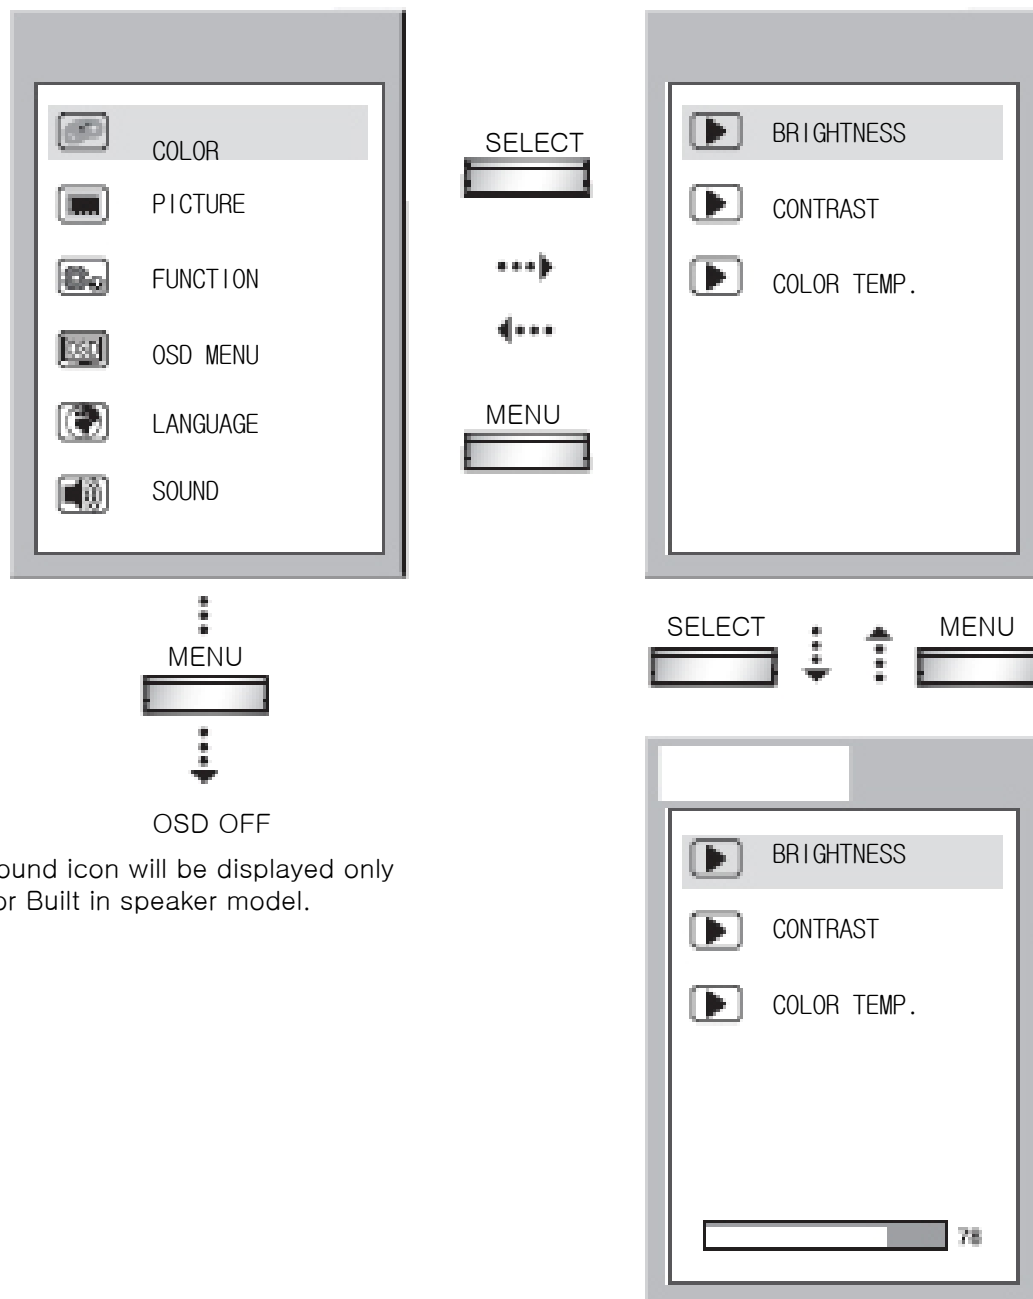 COLOR
PICTURE
FUNCTION
OSD MENU
LANGUAGE
SOUND
SELECT
MENU
BRIGHTNESS
CONTRAST
COLOR TEMP.
MENU
OSD OFF
ound icon will be displayed only
or Built in speaker model.
SELECT
MENU
BRIGHTNESS
CONTRAST
COLOR TEMP.
78